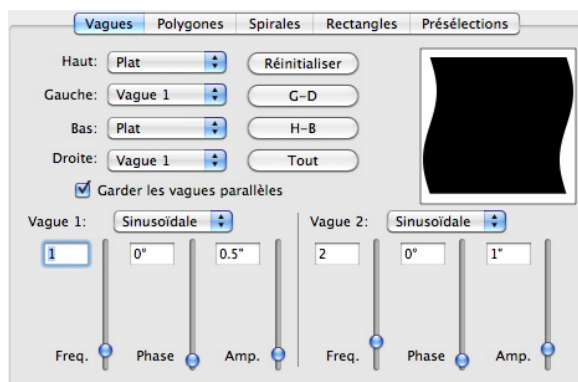 Vagues Polygones Spirales Rectangles Présélections
Haut: Plat Réinitialiser
Gauche: Vague 1 G-D
Bas: Plat H-B
Droite: Vague 1 Tout
Garder les vagues parallèles
Vague 1: Sinusoïdale Vague 2: Sinusoïdale
1 0° 0.5" 2 0° 1"
Freq. Phase Amp. Freq. Phase Amp.